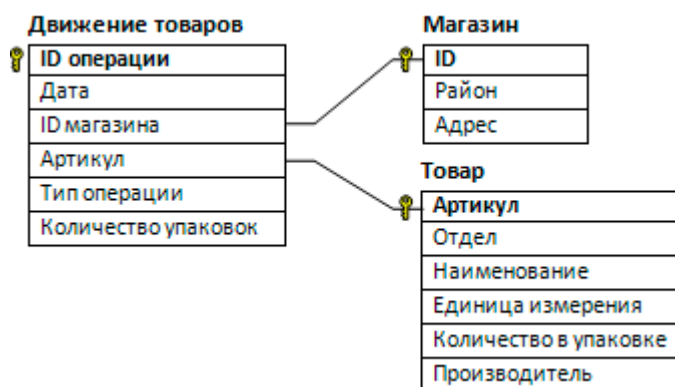 Движение товаров
ID операции
Дата
ID магазина
Артикул
Тип операции
Количество упаковок
Магазин
ID
Район
Адрес
Товар
Артикул
Отдел
Наименование
Единица измерения
Количество в упаковке
Производитель